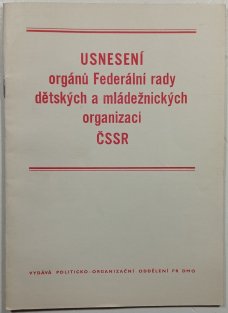 USNESENÍ
orgánů Federální rady
dětských a mládežnických
organizací
ČSSR
VYDÁVÁ POLITICKO-ORGANIZAČNÍ ODDĚLENÍ FR DMO